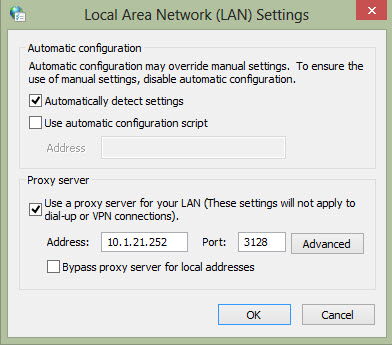 Local Area Network (LAN) Settings
Automatic configuration
Automatic configuration may override manual settings.  To ensure the
use of manual settings, disable automatic configuration.
Automatically detect settings
Use automatic configuration script
Address
Proxy server
Use a proxy server for your LAN (These settings will not apply to
dial-up or VPN connections).
Address: 10.1.21.252 Port: 3128 Advanced
Bypass proxy server for local addresses
OK Cancel